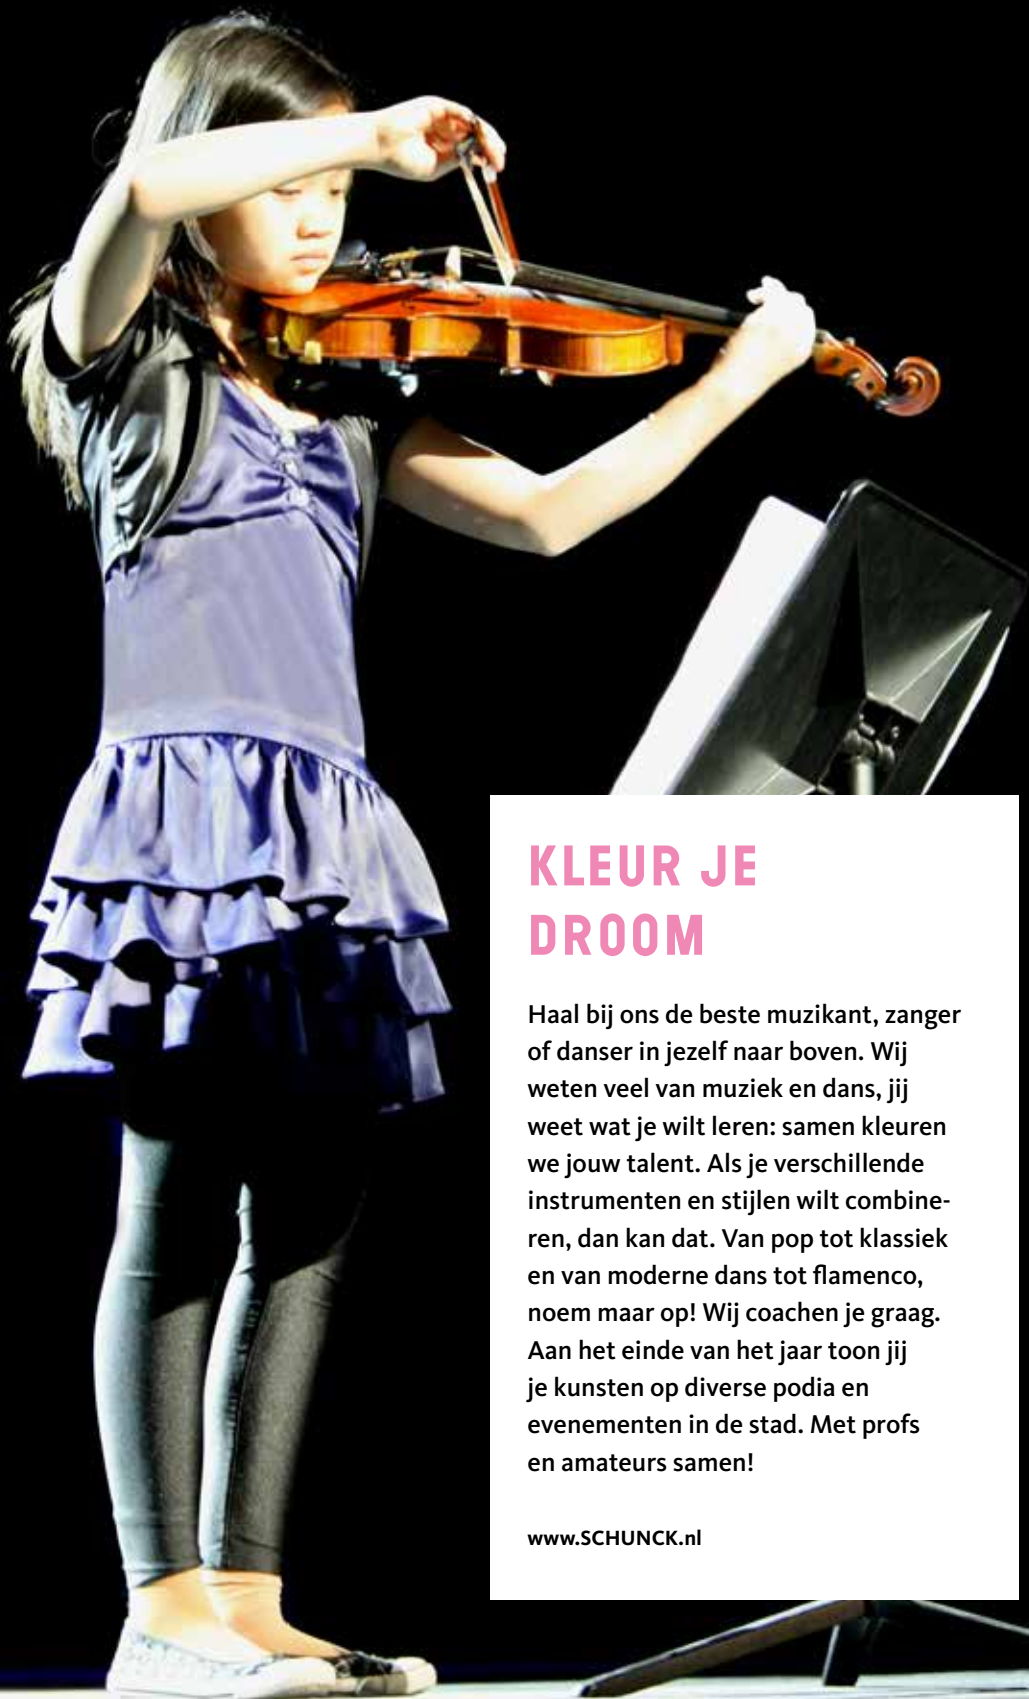 KLEUR JE
DROOM
Haal bij ons de beste muzikant, zanger
of danser in jezelf naar boven. Wij
weten veel van muziek en dans, jij
weet wat je wilt leren: samen kleuren
we jouw talent. Als je verschillende
instrumenten en stijlen wilt combine-
ren, dan kan dat. Van pop tot klassiek
en van moderne dans tot flamenco,
noem maar op! Wij coachen je graag.
Aan het einde van het jaar toon jij
je kunsten op diverse podia en
evenementen in de stad. Met profs
en amateurs samen!
www.SCHUNCK.nl